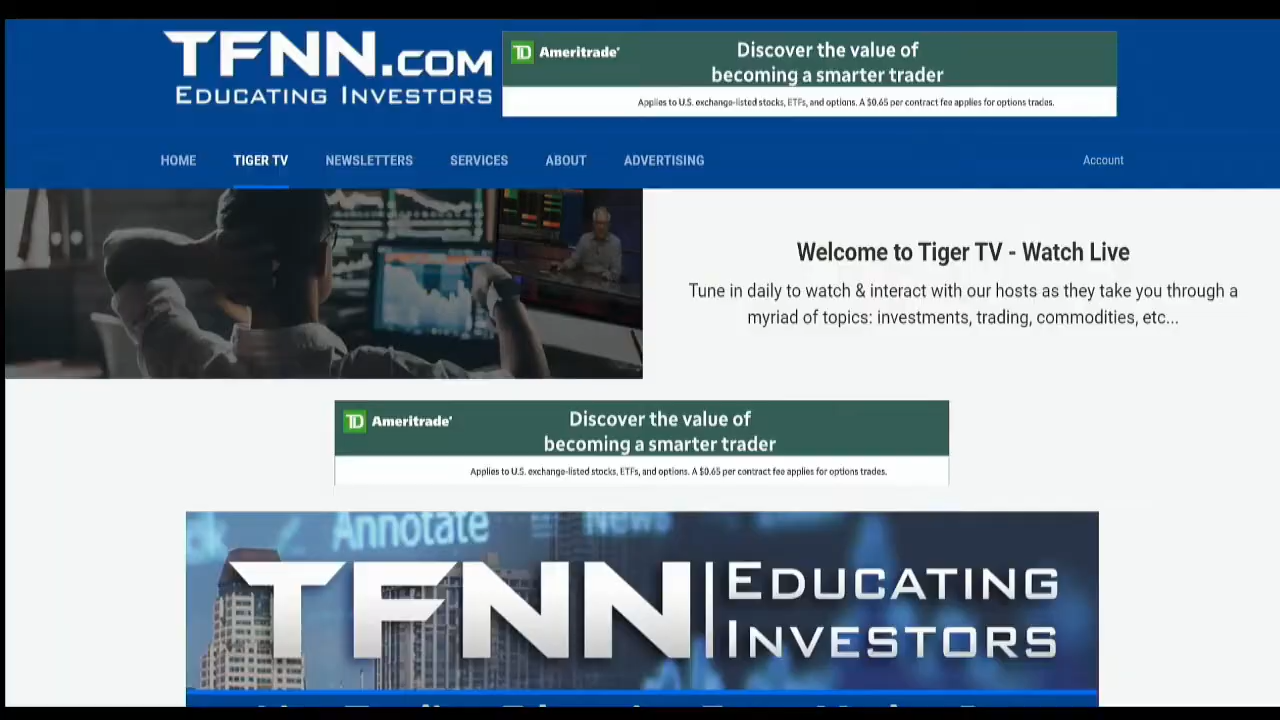 TFNN.COM
EDUCATING INVESTORS
TD Ameritrade
Discover the value of
becoming a smarter trader
Applies to U.S. exchange-listed stocks, ETFs, and options. A $0.65 per contract fee applies for options trades.
HOME TIGER TV NEWSLETTERS SERVICES ABOUT ADVERTISING Account
Welcome to Tiger TV - Watch Live
Tune in daily to watch & interact with our hosts as they take you through a
myriad of topics: investments, trading, commodities, etc...
TD Ameritrade
Discover the value of
becoming a smarter trader
Applies to U.S. exchange-listed stocks, ETFs, and options. A $0.65 per contract fee applies for options trades.
Annotate News
TFNN EDUCATING
INVESTORS